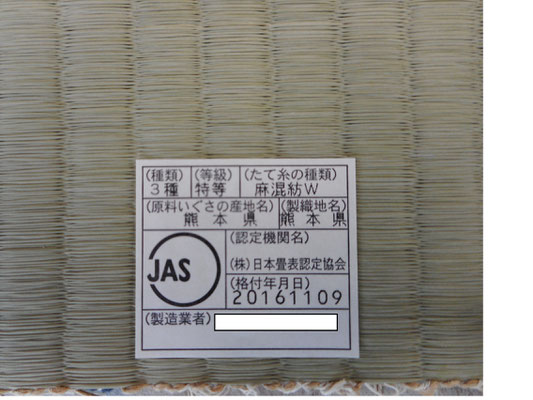 (種類) (等級) (たて糸の種類)
3種 特等 麻混紡W
(原料いぐさの産地名) (製織地名)
熊本県 熊本県
JAS
(認定機関名)
(株)日本畳表認定協会
(格付年月日)
20161109
(製造業者)